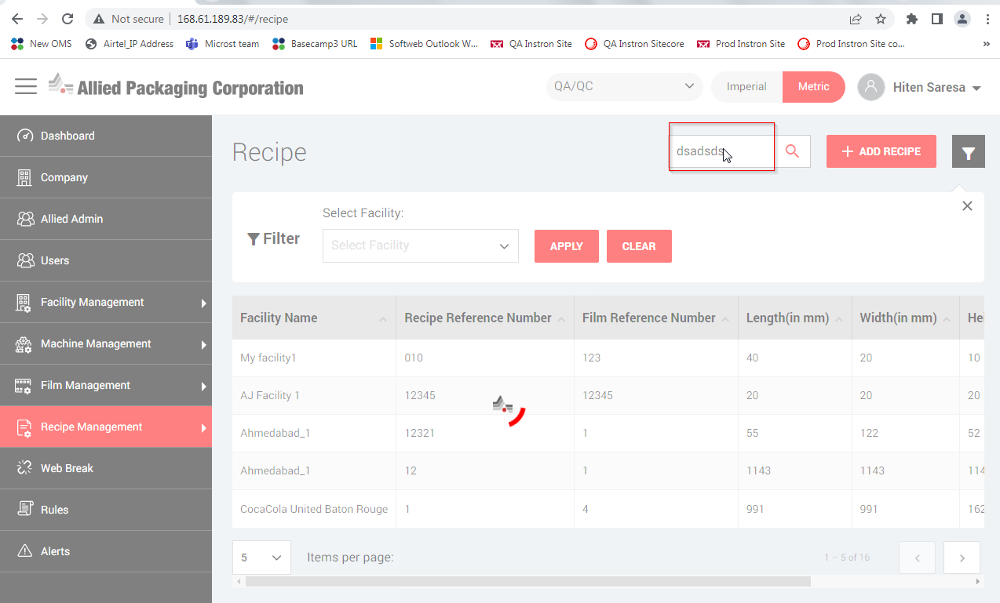 Not secure 168.61.189.83/#/recipe
New OMS Airtel_IP Address Microst team Basecamp3 URL Softweb Outlook W... QA Instron Site QA Instron Sitecore Prod Instron Site Prod Instron Site co... »
Allied Packaging Corporation QA/QC Imperial Metric Hiten Saresa
Dashboard
Company
Allied Admin
Users
Facility Management
Machine Management
Film Management
Recipe Management
Web Break
Rules
Alerts
Recipe dsadsds + ADD RECIPE
Select Facility:
Filter Select Facility APPLY CLEAR
Facility Name Recipe Reference Number Film Reference Number Length(in mm) Width(in mm) Hei
My facility1 010 123 40 20 10
AJ Facility 1 12345 12345 20 20 20
Ahmedabad_1 12321 1 55 122 52
Ahmedabad_1 12 1 1143 1143 114
CocaCola United Baton Rouge 1 4 991 991 162
5 Items per page: 1 – 5 of 16